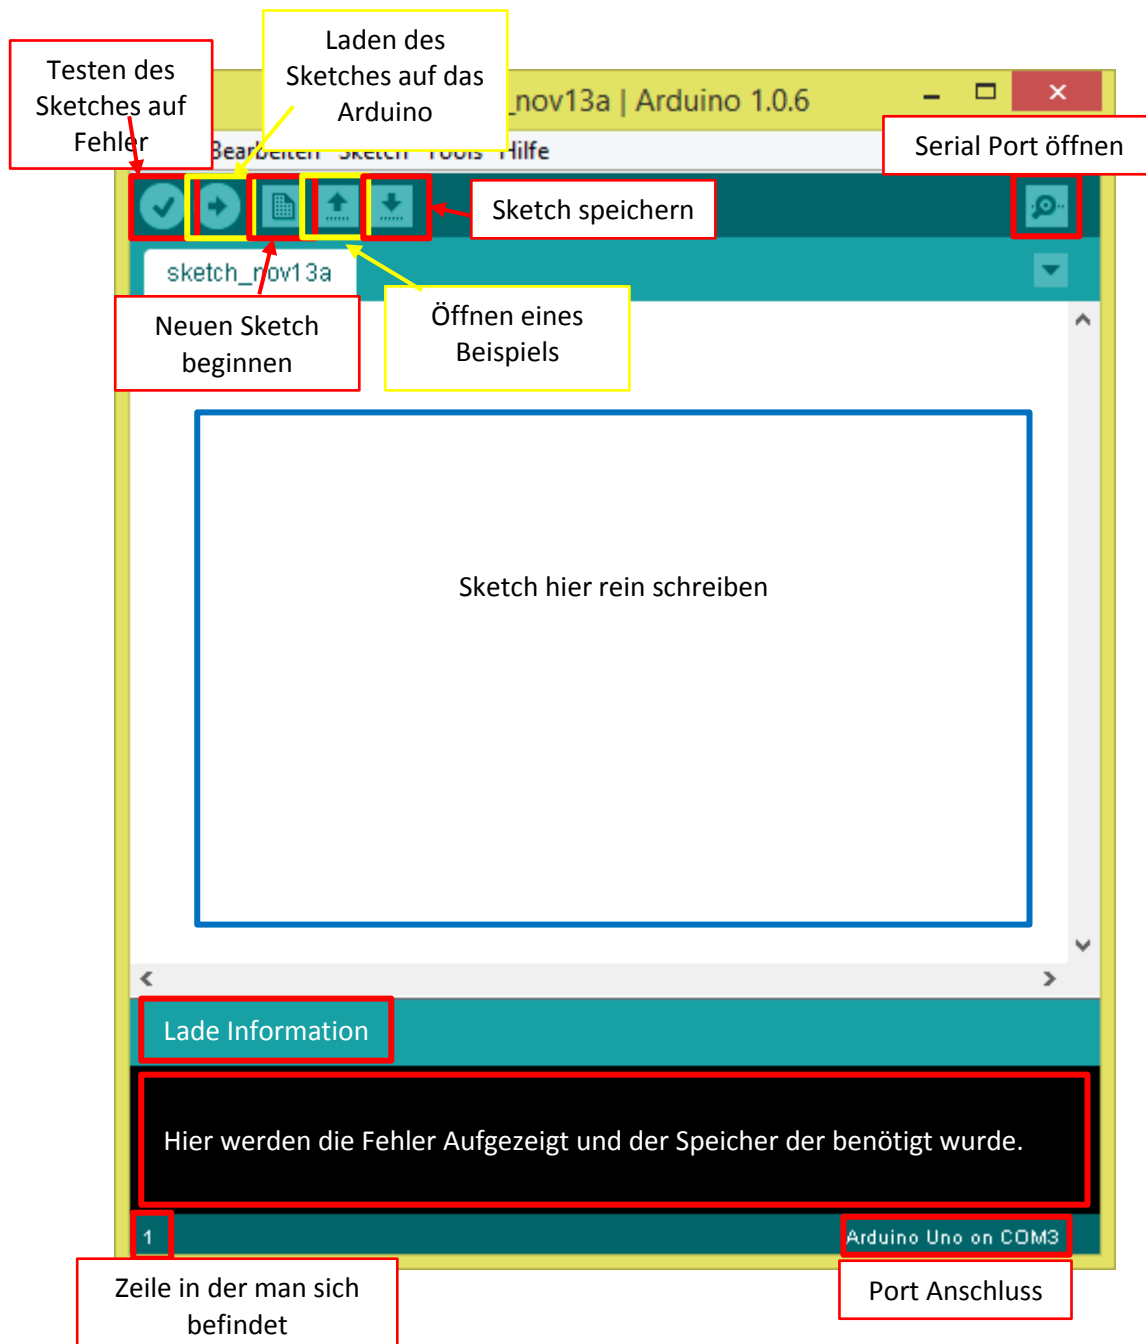 Laden des
Sketches auf das
Arduino
Testen des
Sketches auf
Fehler
_nov13a | Arduino 1.0.6
Serial Port öffnen
Bearbeiten Sketch Tools Hilfe
Sketch speichern
sketch_nov13a
Neuen Sketch
beginnen
Öffnen eines
Beispiels
Sketch hier rein schreiben
Lade Information
Hier werden die Fehler Aufgezeigt und der Speicher der benötigt wurde.
1
Arduino Uno on COM3
Zeile in der man sich
befindet
Port Anschluss